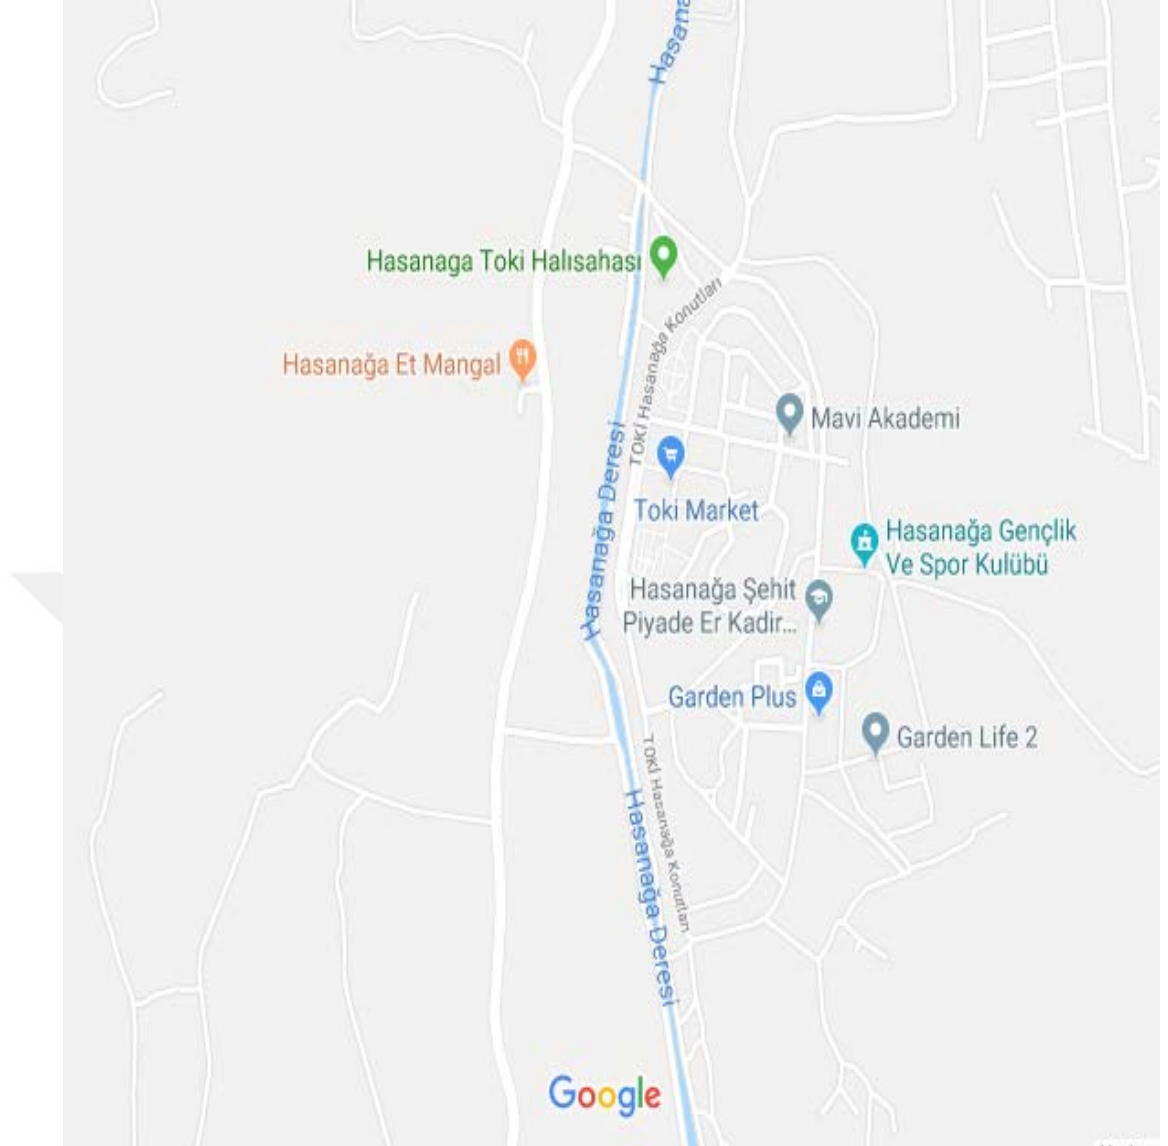 Hasan
Hasanaga Toki Halısahası
TOKİ Hasanağa Konutları
Hasanağa Et Mangal
Mavi Akademi
Hasanağa Deresi
Toki Market
Hasanağa Gençlik
Ve Spor Kulübü
Hasanağa Şehit
Piyade Er Kadir...
Garden Plus
Garden Life 2
TOKİ Hasanağa Konutları
Hasanağa Deresi
Google